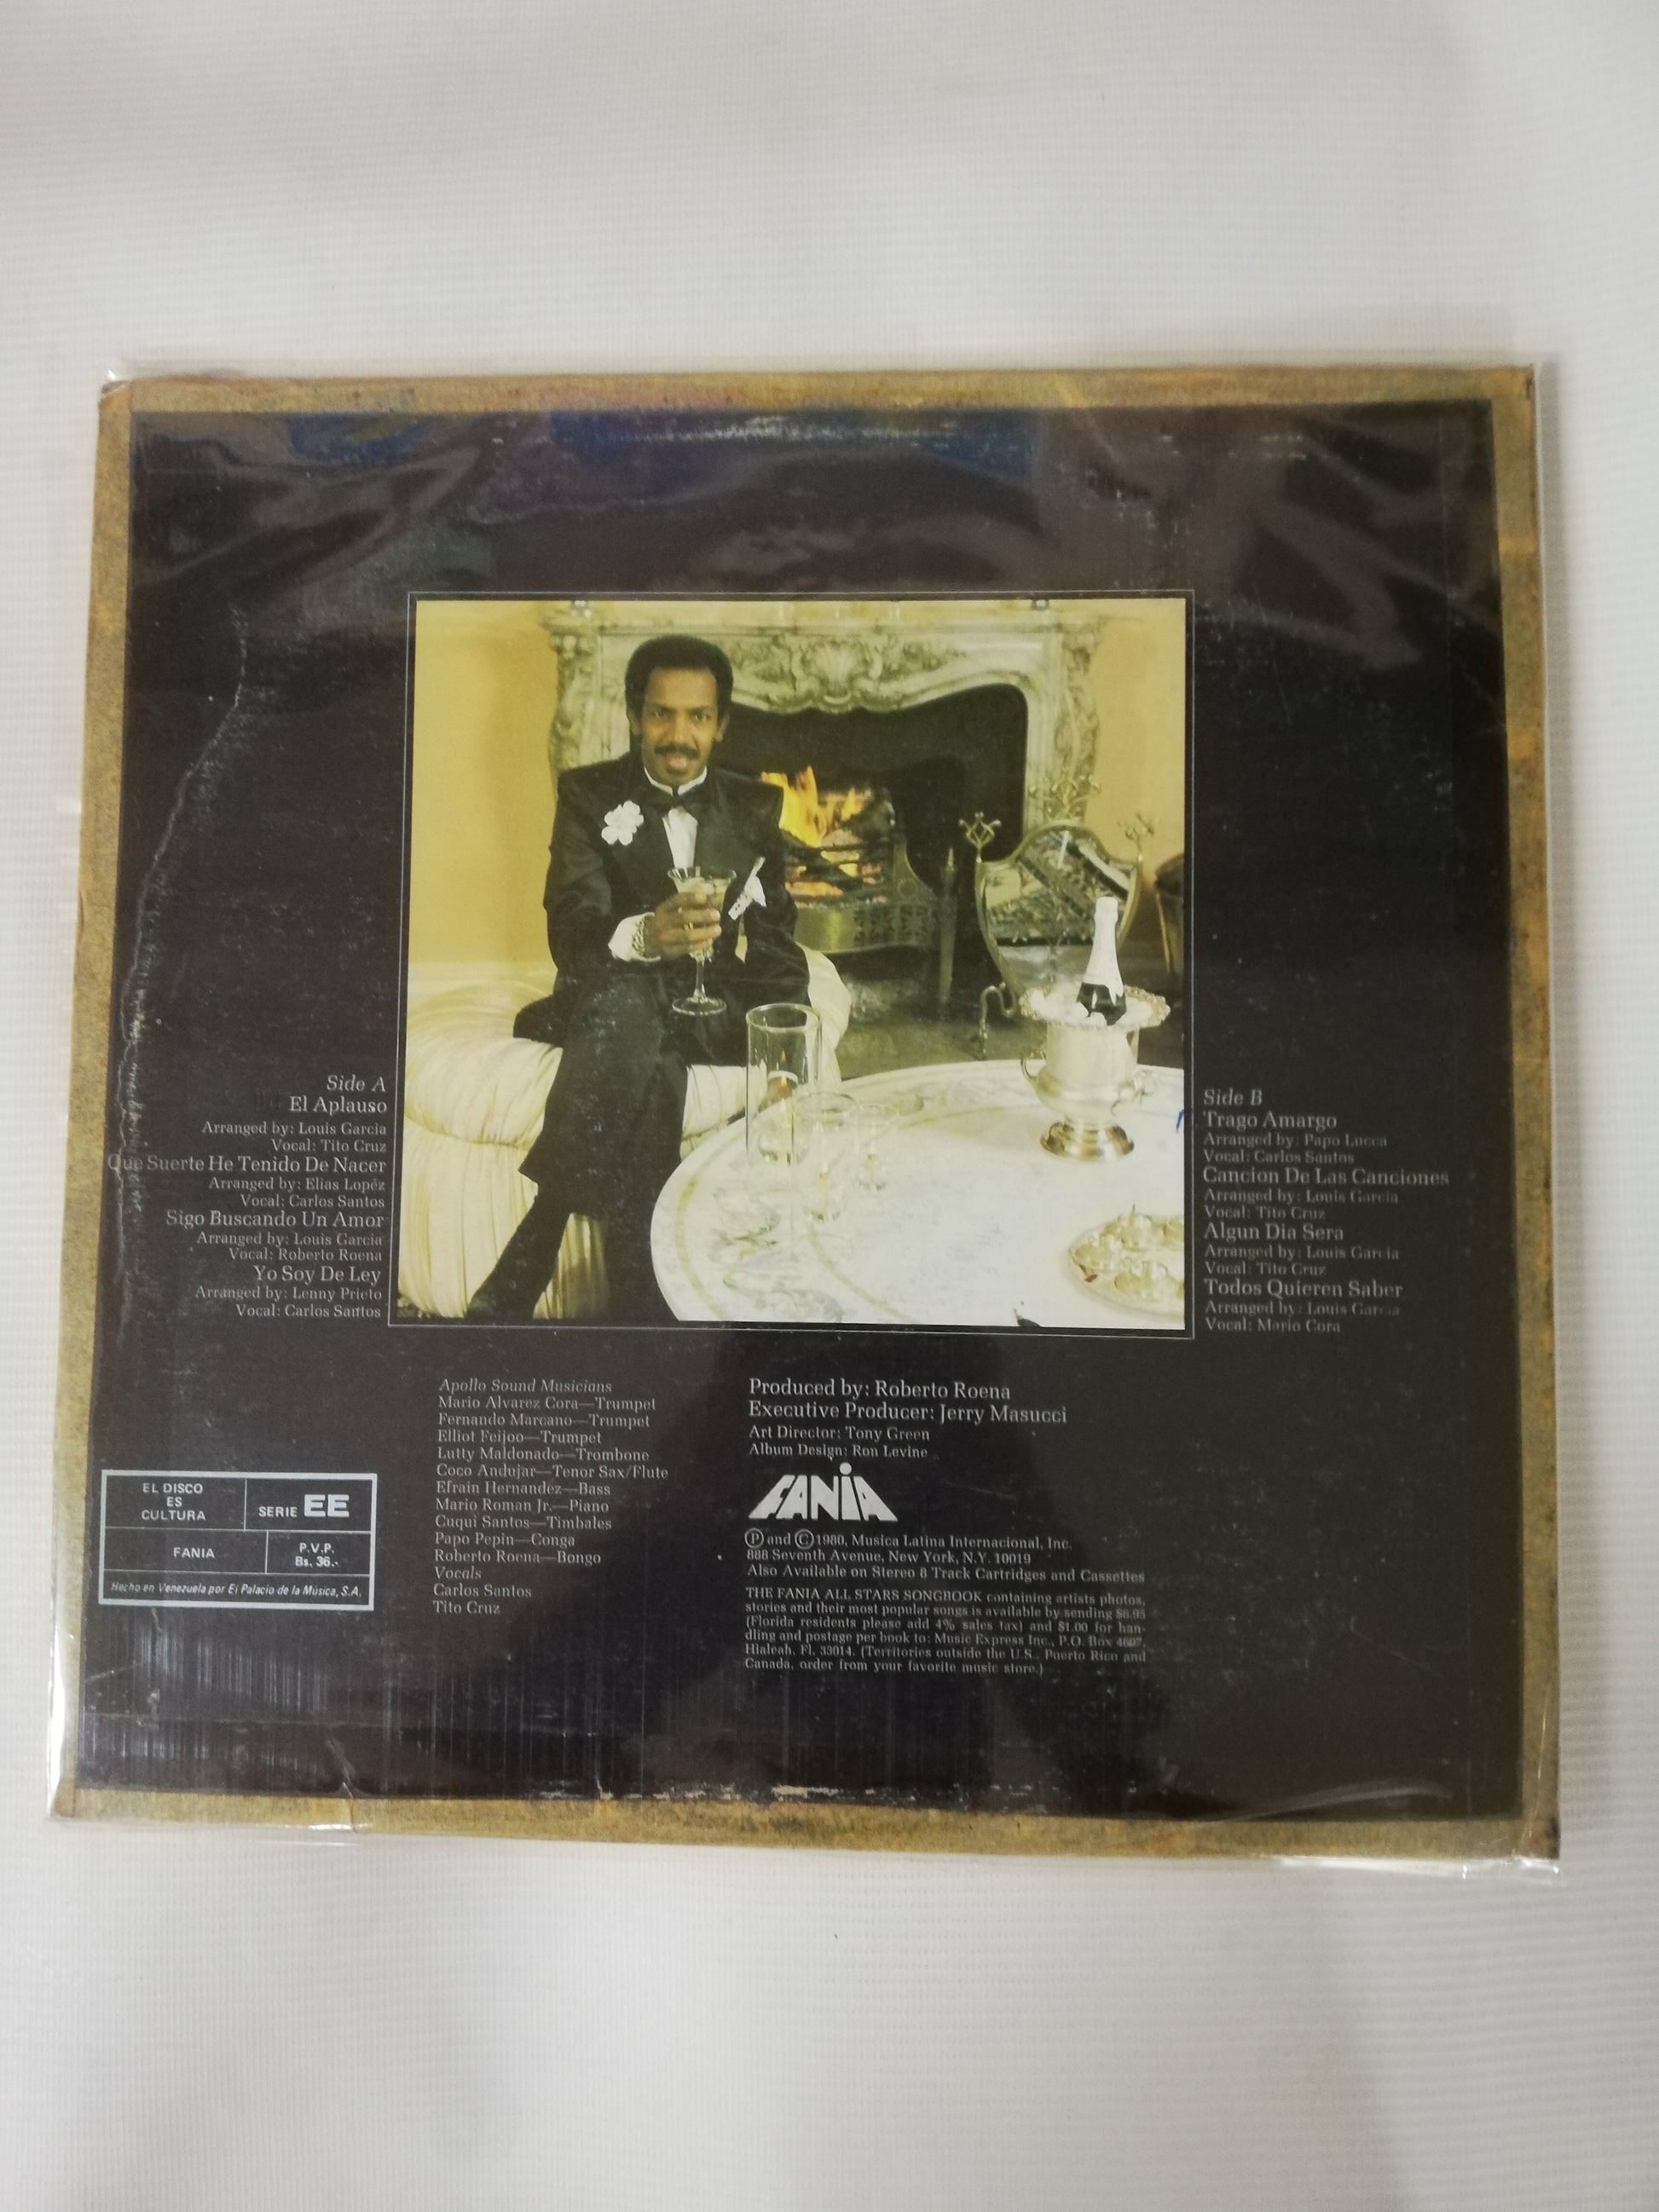 Side A
El Aplauso
Arranged by: Louis Garcia
Vocal: Tito Cruz
Que Suerte He Tenido De Nacer
Arranged by: Elias Lopéz
Vocal: Carlos Santos
Sigo Buscando Un Amor
Arranged by: Louis Garcia
Vocal: Roberto Roena
Yo Soy De Ley
Arranged by: Lenny Prieto
Vocal: Carlos Santos
Side B
Trago Amargo
Arranged by: Papo Lucca
Vocal: Carlos Santos
Cancion De Las Canciones
Arranged by: Louis Garcia
Vocal: Tito Cruz
Algun Dia Sera
Arranged by: Louis Garcia
Vocal: Tito Cruz
Todos Quieren Saber
Arranged by: Louis Garcia
Vocal: Mario Cora
Apollo Sound Musicians
Mario Alvarez Cora—Trumpet
Fernando Marcano—Trumpet
Elliot Feijoo—Trumpet
Lutty Maldonado—Trombone
Coco Andujar—Tenor Sax/Flute
Efrain Hernandez—Bass
Mario Roman Jr.—Piano
Cuqui Santos—Timbales
Papo Pepin—Conga
Roberto Roena—Bongo
Vocals
Carlos Santos
Tito Cruz
Produced by: Roberto Roena
Executive Producer: Jerry Masucci
Art Director: Tony Green
Album Design: Ron Levine
FANIA
Ⓟ and © 1980, Musica Latina Internacional, Inc.
888 Seventh Avenue, New York, N.Y. 10019
Also Available on Stereo 8 Track Cartridges and Cassettes
THE FANIA ALL STARS SONGBOOK containing artists photos,
stories and their most popular songs is available by sending $6.95
(Florida residents please add 4% sales tax) and $1.00 for han-
dling and postage per book to: Music Express Inc., P.O. Box 4607,
Hialeah, Fl. 33014. (Territories outside the U.S., Puerto Rico and
Canada, order from your favorite music store.)
EL DISCO
ES
CULTURA
SERIE EE
FANIA
P.V.P.
Bs. 36.-
Hecho en Venezuela por El Palacio de la Música, S.A.